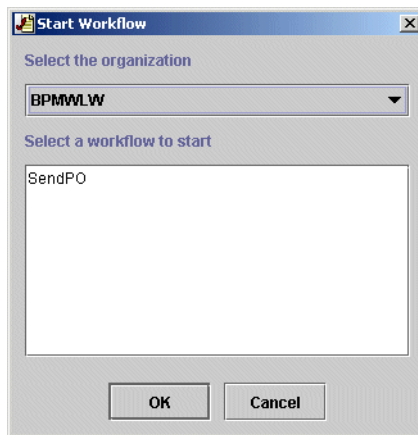 Start Workflow
Select the organization
BPMWLW
Select a workflow to start
SendPO
OK Cancel